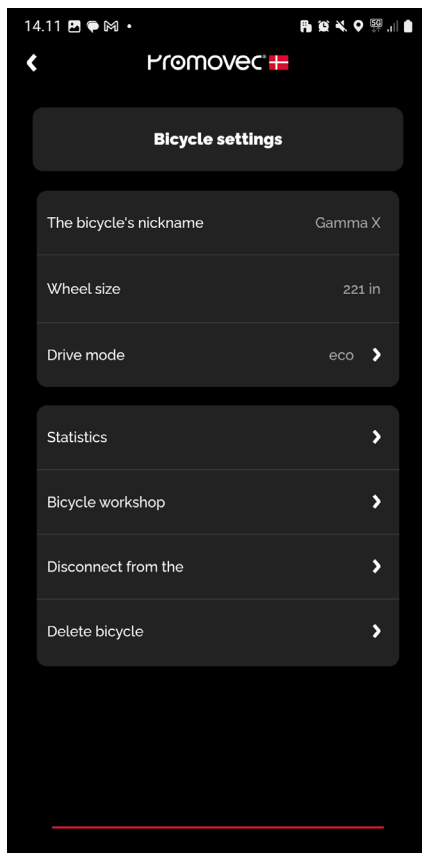 14.11
Promovec
Bicycle settings
The bicycle's nickname Gamma X
Wheel size 221 in
Drive mode eco
Statistics
Bicycle workshop
Disconnect from the
Delete bicycle